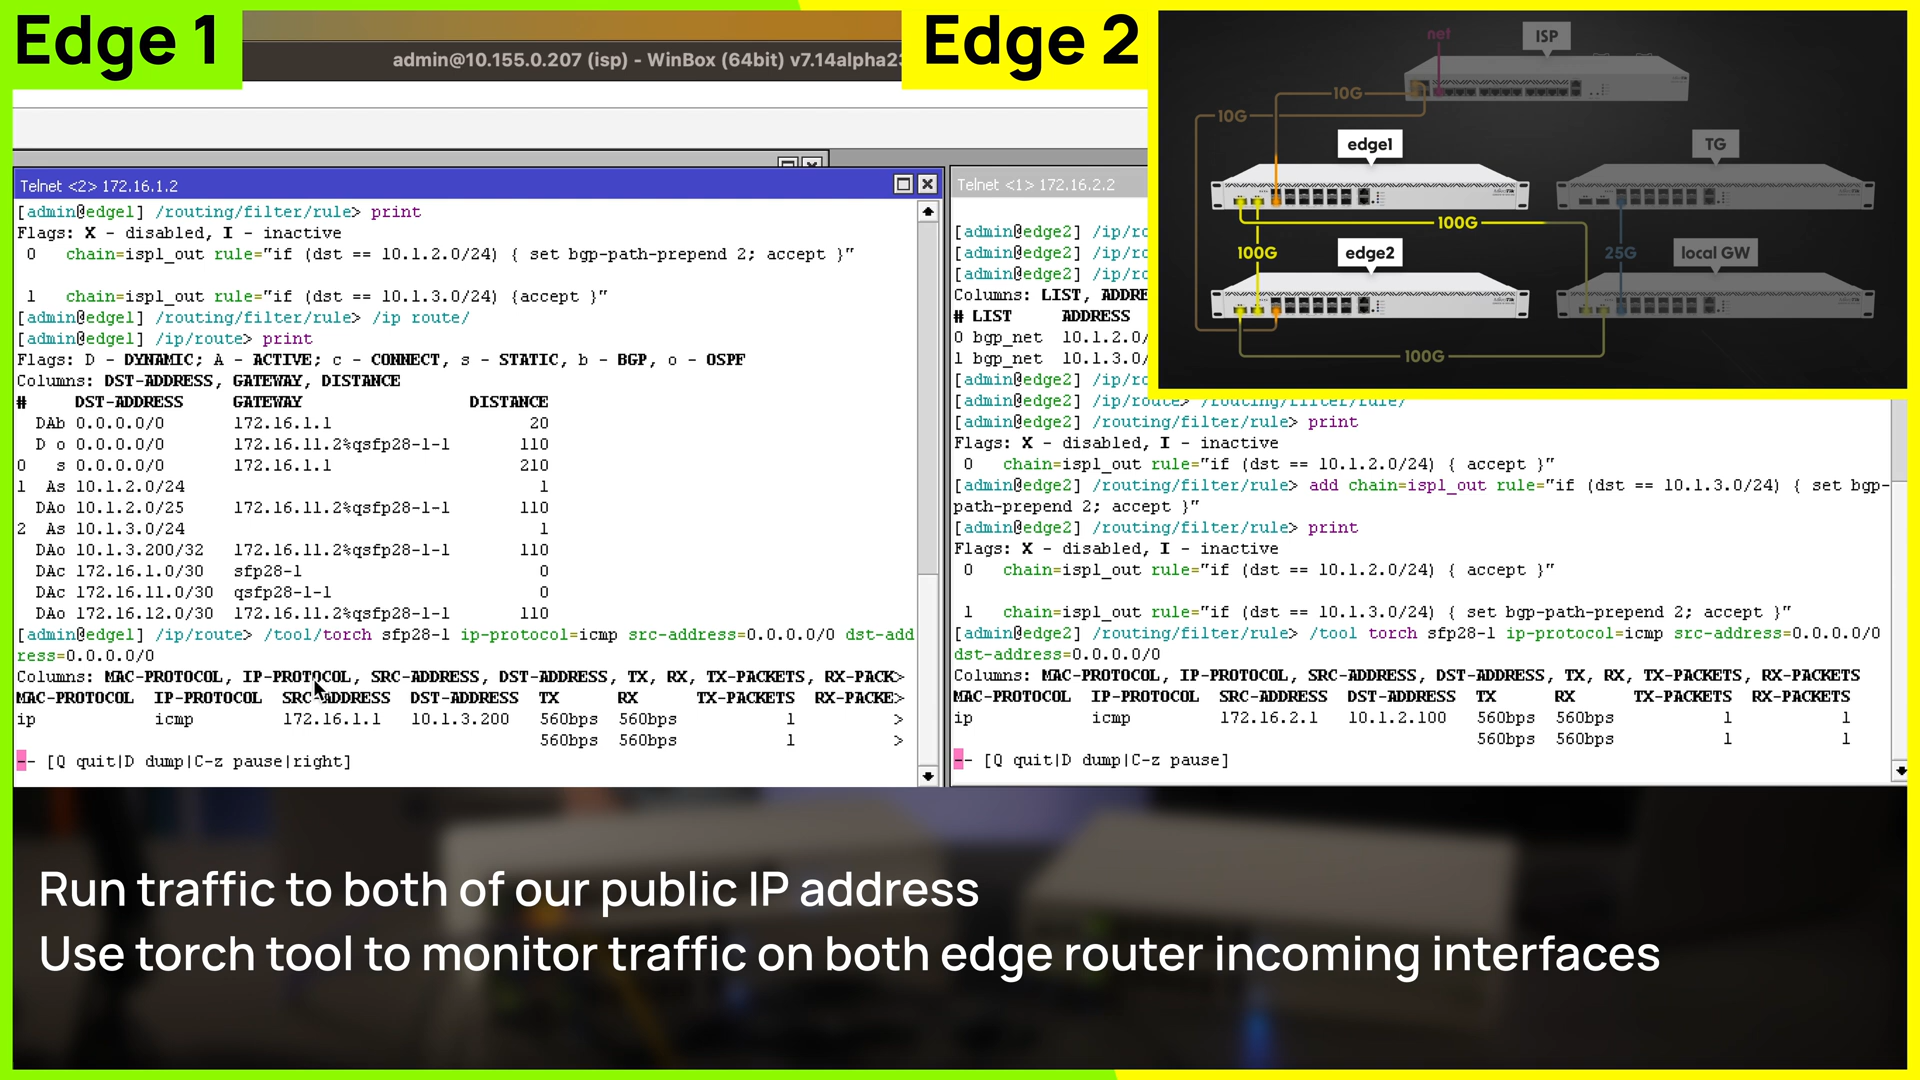 Edge 1
admin@10.155.0.207 (isp) - WinBox (64bit) v7.14alpha23
Edge 2
Telnet <2> 172.16.1.2
[admin@edge1] /routing/filter/rule> print
Flags: X - disabled, I - inactive
0 chain=isp1_out rule="if (dst == 10.1.2.0/24) { set bgp-path-prepend 2; accept }"
1 chain=isp1_out rule="if (dst == 10.1.3.0/24) {accept }"
[admin@edge1] /routing/filter/rule> /ip route/
[admin@edge1] /ip/route> print
Flags: D - DYNAMIC; A - ACTIVE; c - CONNECT, s - STATIC, b - BGP, o - OSPF
Columns: DST-ADDRESS, GATEWAY, DISTANCE
# DST-ADDRESS GATEWAY DISTANCE
DAb 0.0.0.0/0 172.16.1.1 20
D o 0.0.0.0/0 172.16.11.2%qsfp28-1-1 110
0 s 0.0.0.0/0 172.16.1.1 210
1 As 10.1.2.0/24 1
DAo 10.1.2.0/25 172.16.11.2%qsfp28-1-1 110
2 As 10.1.3.0/24 1
DAo 10.1.3.200/32 172.16.11.2%qsfp28-1-1 110
DAc 172.16.1.0/30 sfp28-1 0
DAc 172.16.11.0/30 qsfp28-1-1 0
DAo 172.16.12.0/30 172.16.11.2%qsfp28-1-1 110
[admin@edge1] /ip/route> /tool/torch sfp28-1 ip-protocol=icmp src-address=0.0.0.0/0 dst-add
ress=0.0.0.0/0
Columns: MAC-PROTOCOL, IP-PROTOCOL, SRC-ADDRESS, DST-ADDRESS, TX, RX, TX-PACKETS, RX-PACK>
MAC-PROTOCOL IP-PROTOCOL SRC-ADDRESS DST-ADDRESS TX RX TX-PACKETS RX-PACKE>
ip icmp 172.16.1.1 10.1.3.200 560bps 560bps 1 >
560bps 560bps 1 >
-- [Q quit|D dump|C-z pause|right]
Telnet <1> 172.16.2.2
[admin@edge2] /ip/ro
[admin@edge2] /ip/ro
[admin@edge2] /ip/ro
Columns: LIST, ADDRE
# LIST ADDRESS
0 bgp_net 10.1.2.0/
1 bgp_net 10.1.3.0/
[admin@edge2] /ip/ro
[admin@edge2] /ip/route> /routing/filter/rule/
[admin@edge2] /routing/filter/rule> print
Flags: X - disabled, I - inactive
0 chain=isp1_out rule="if (dst == 10.1.2.0/24) { accept }"
[admin@edge2] /routing/filter/rule> add chain=isp1_out rule="if (dst == 10.1.3.0/24) { set bgp-
path-prepend 2; accept }"
[admin@edge2] /routing/filter/rule> print
Flags: X - disabled, I - inactive
0 chain=isp1_out rule="if (dst == 10.1.2.0/24) { accept }"
1 chain=isp1_out rule="if (dst == 10.1.3.0/24) { set bgp-path-prepend 2; accept }"
[admin@edge2] /routing/filter/rule> /tool torch sfp28-1 ip-protocol=icmp src-address=0.0.0.0/0
dst-address=0.0.0.0/0
Columns: MAC-PROTOCOL, IP-PROTOCOL, SRC-ADDRESS, DST-ADDRESS, TX, RX, TX-PACKETS, RX-PACKETS
MAC-PROTOCOL IP-PROTOCOL SRC-ADDRESS DST-ADDRESS TX RX TX-PACKETS RX-PACKETS
ip icmp 172.16.2.1 10.1.2.100 560bps 560bps 1 1
560bps 560bps 1 1
-- [Q quit|D dump|C-z pause]
net
ISP
10G
10G
edge1
TG
100G
100G
edge2
25G
local GW
100G
Run traffic to both of our public IP address
Use torch tool to monitor traffic on both edge router incoming interfaces